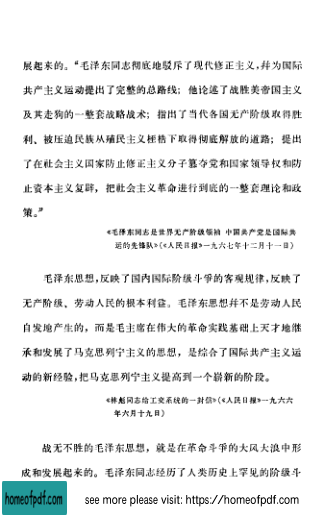 展起来的。“毛泽东同志彻底地驳斥了现代修正主义，并为国际
共产主义运动提出了完整的总路线；他论述了战胜美帝国主义
及其走狗的一整套战略战术；指出了当代各国无产阶级取得胜
利、被压迫民族从殖民主义桎梏下取得彻底解放的道路；提出
了在社会主义国家防止修正主义分子篡夺党和国家领导权和防
止资本主义复辟，把社会主义革命进行到底的一整套理论和政
策。”
《毛泽东同志是世界无产阶级领袖 中国共产党是国际共
运的先锋队》（《人民日报》一九六七年十二月十一日）
毛泽东思想，反映了国内国际阶级斗争的客观规律，反映了
无产阶级、劳动人民的根本利益。毛泽东思想并不是劳动人民
自发地产生的，而是毛主席在伟大的革命实践基础上天才地继
承和发展了马克思列宁主义的思想，是综合了国际共产主义运
动的新经验，把马克思列宁主义提高到一个崭新的阶段。
《林彪同志给工交系统的一封信》（《人民日报》一九六六
年六月十九日）
战无不胜的毛泽东思想，就是在革命斗争的大风大浪中形
成和发展起来的。毛泽东同志经历了人类历史上罕见的阶级斗
homeofpdf.com
see more please visit: https://homeofpdf.com